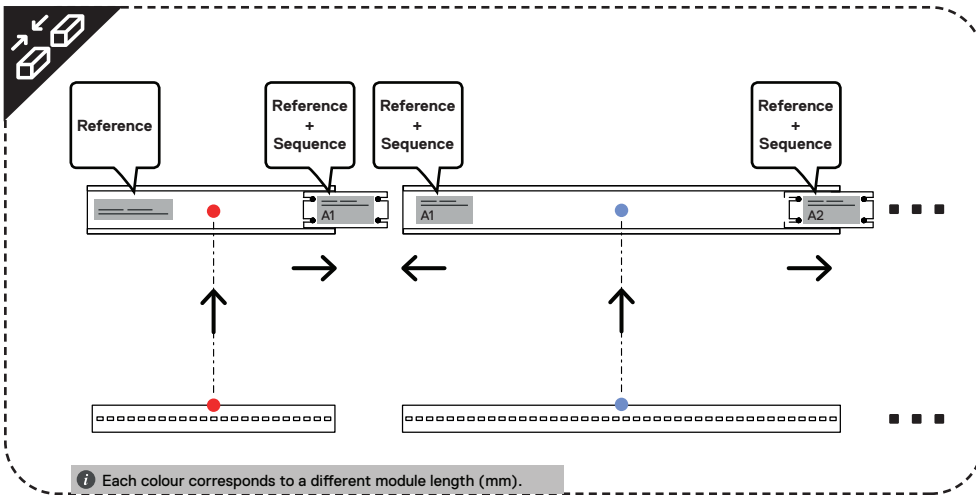 Reference
Reference
+
Sequence
Reference
+
Sequence
Reference
+
Sequence
A1
A1
A2
i Each colour corresponds to a different module length (mm).